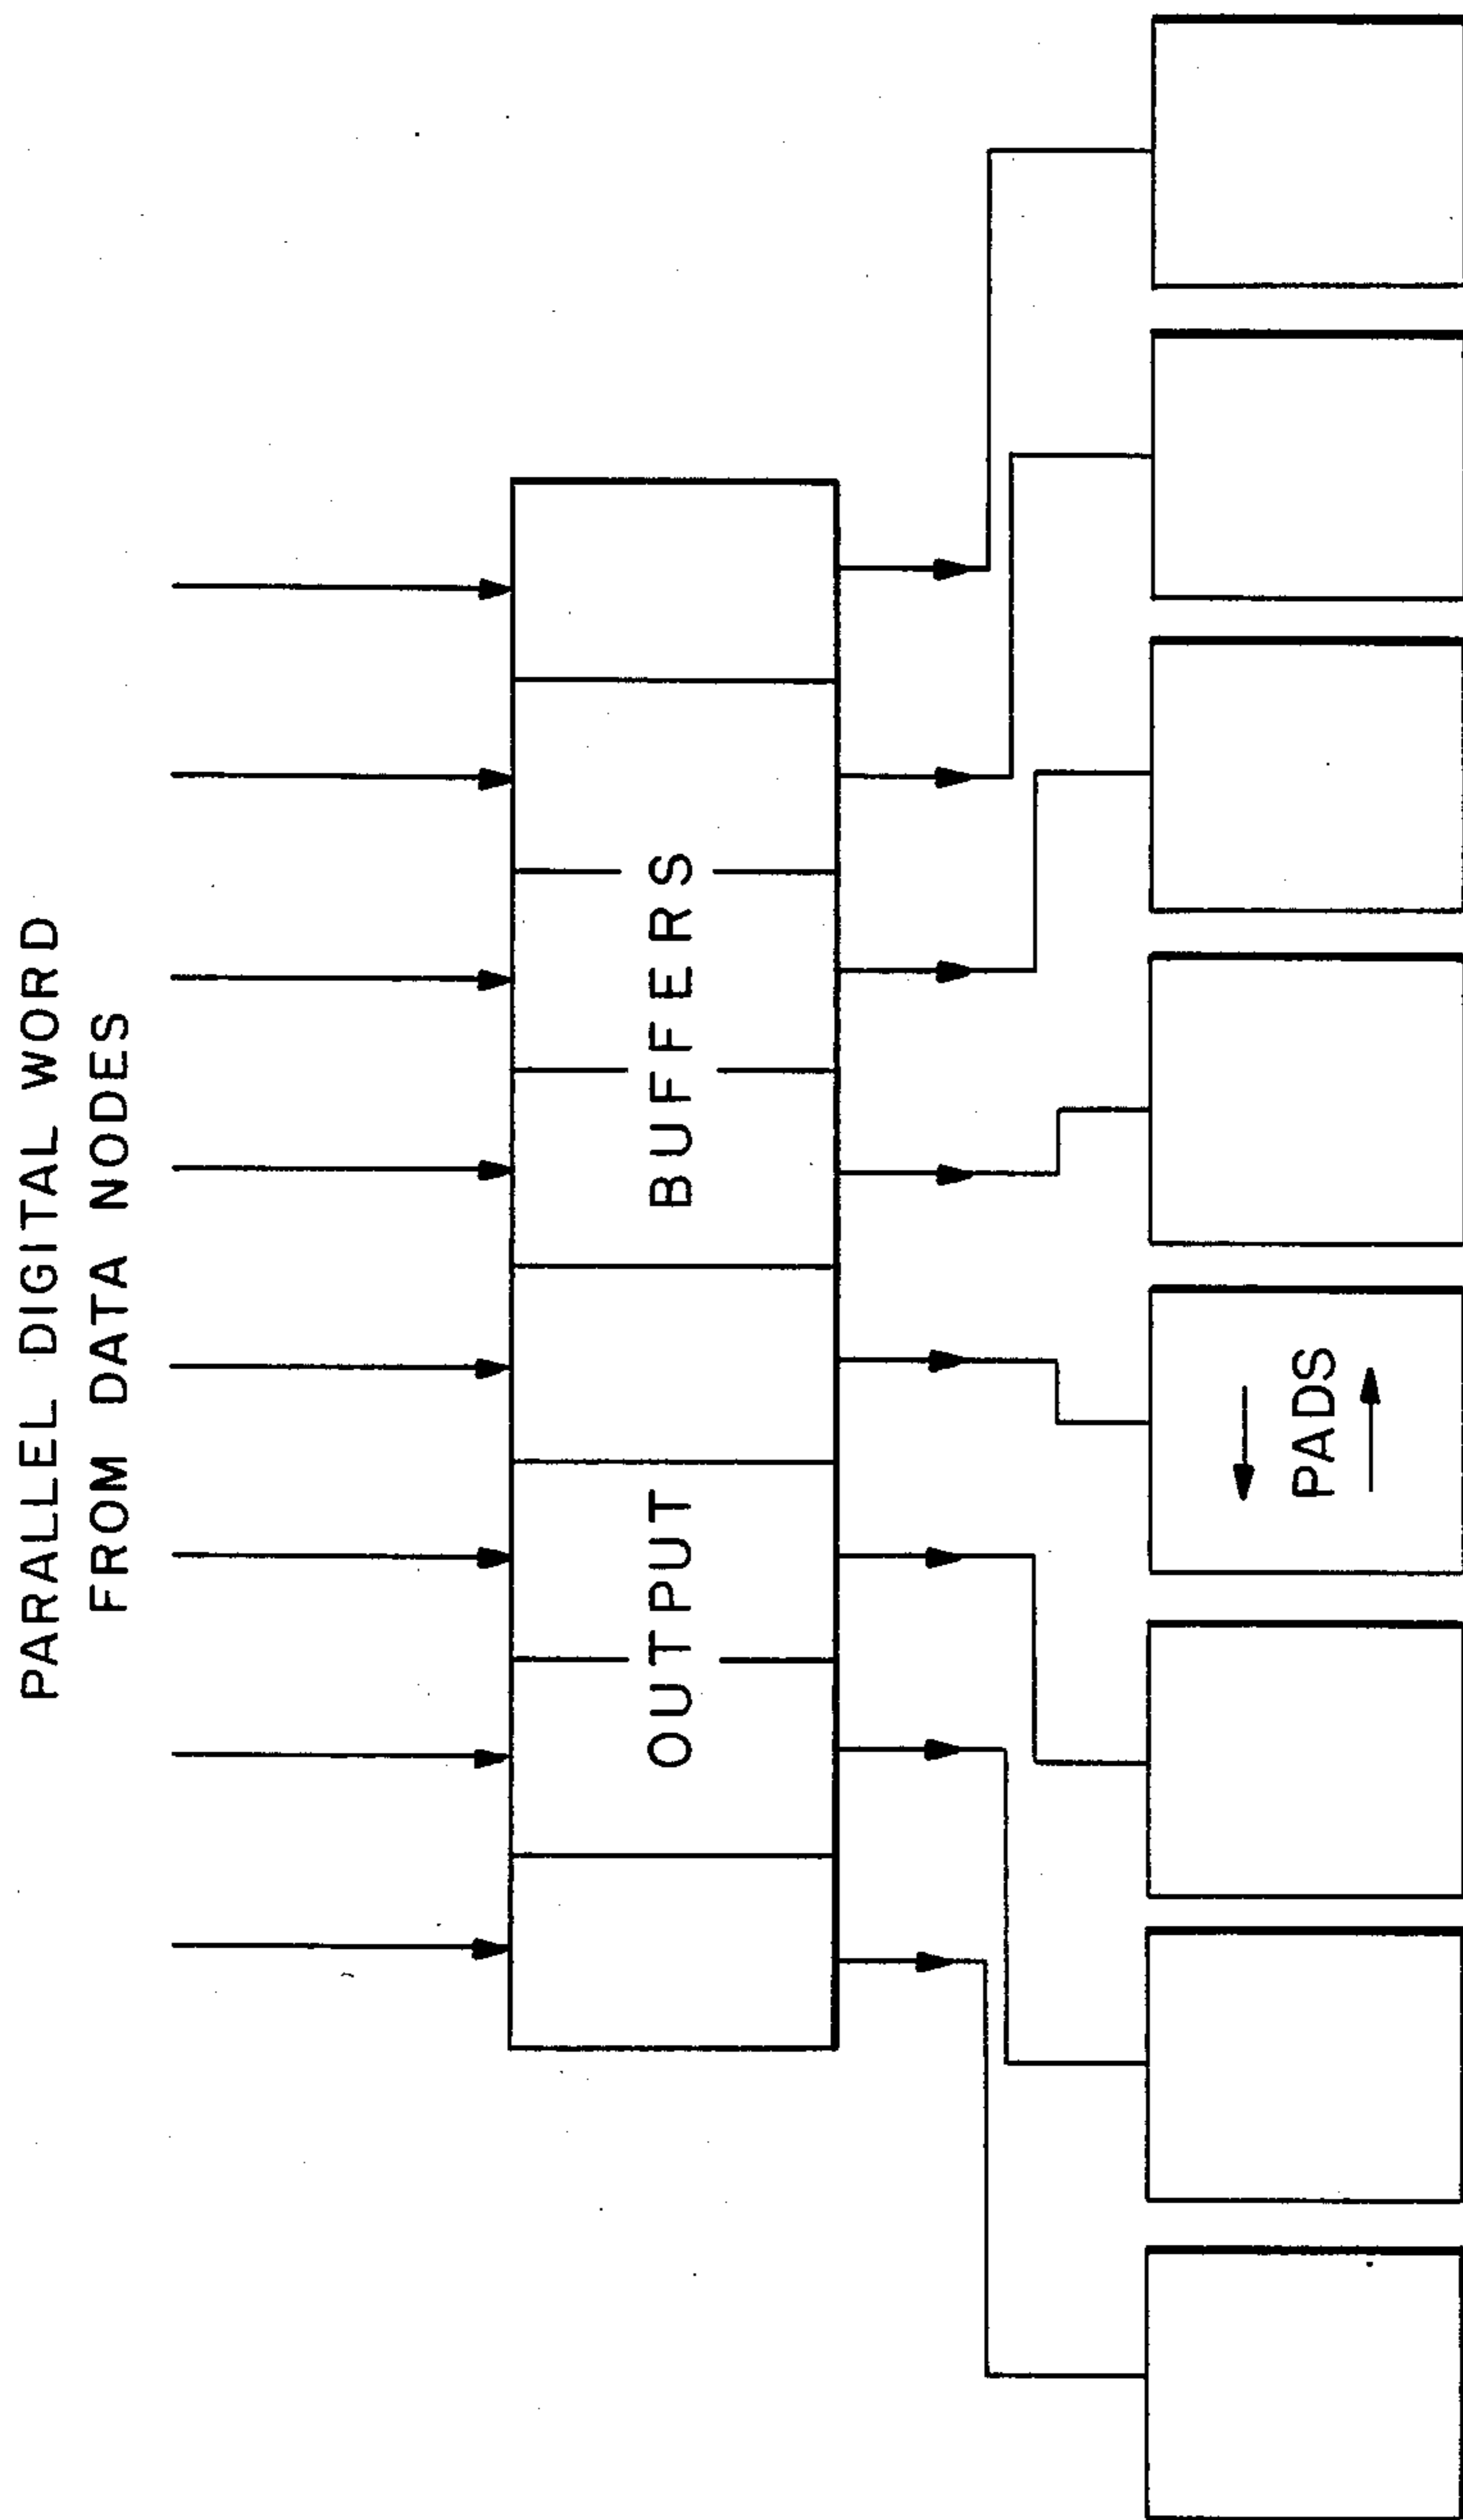 PARALLEL DIGITAL WORD
FROM DATA NODES
OUTPUT BUFFERS
PADS